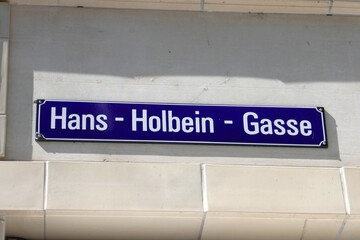 Hans - Holbein - Gasse